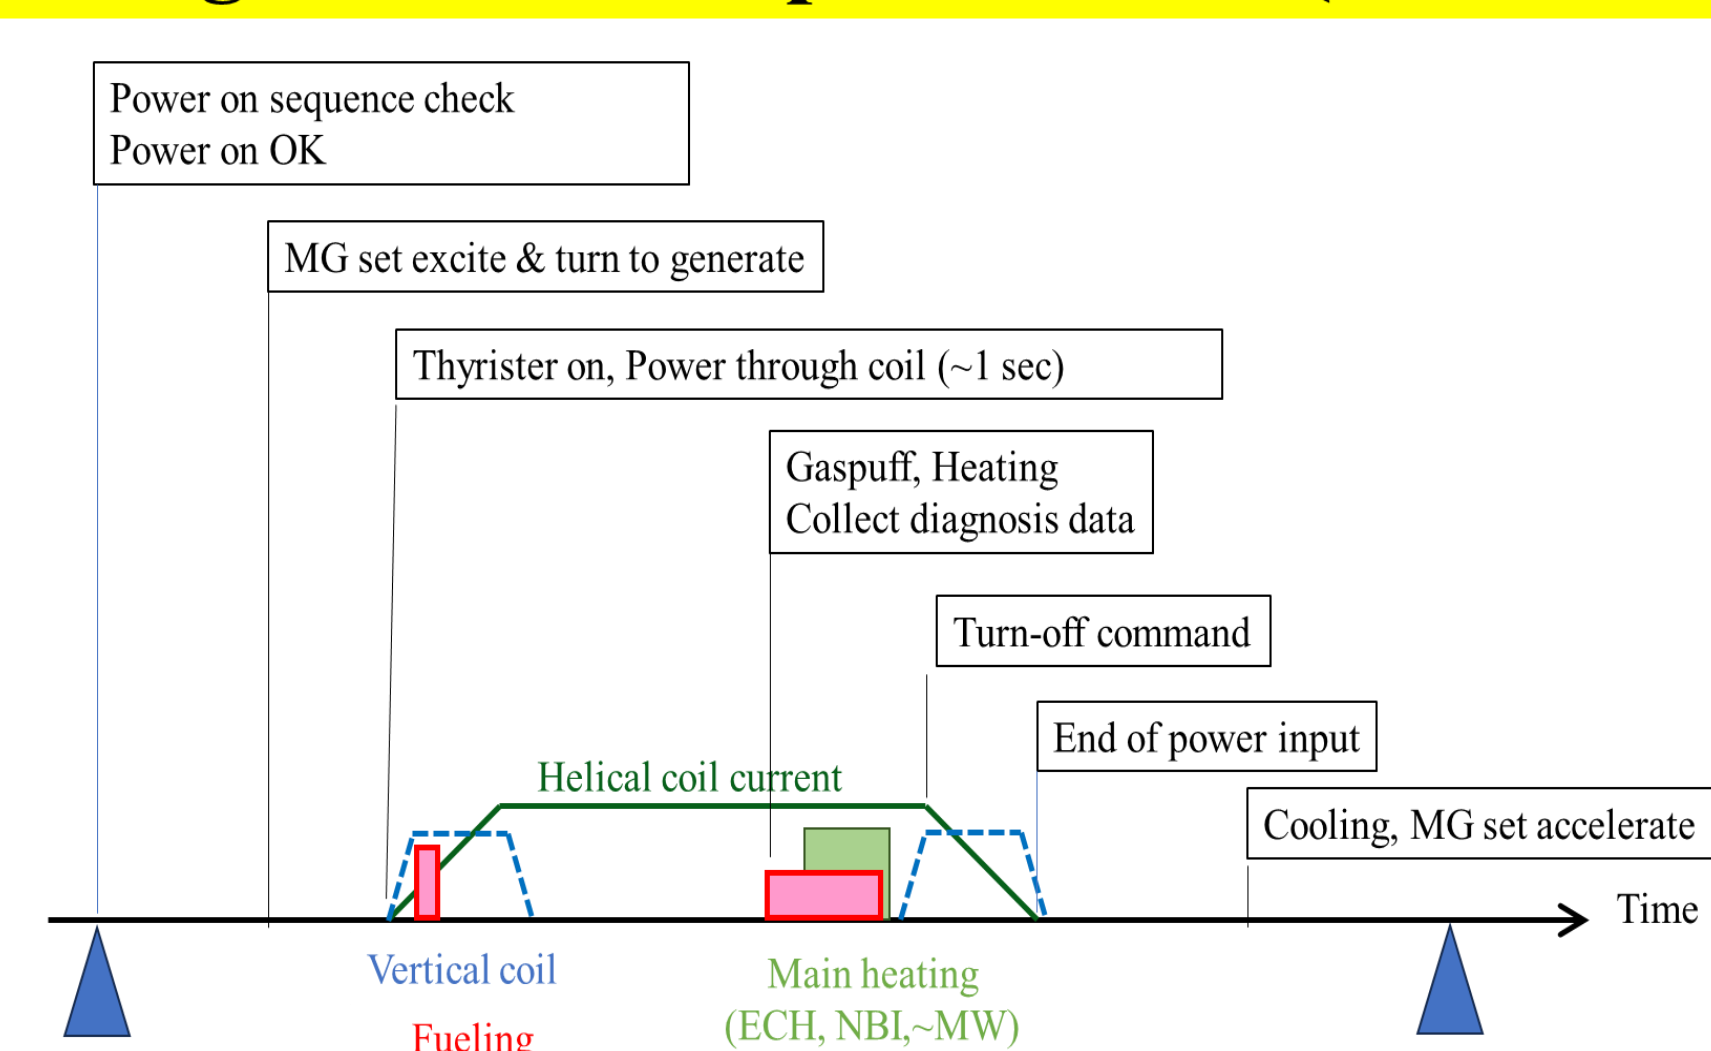 Power on sequence check
Power on OK
MG set excite & turn to generate
Thyrister on, Power through coil (~1 sec)
Gaspuff, Heating
Collect diagnosis data
Turn-off command
End of power input
Helical coil current
Cooling, MG set accelerate
Time
Vertical coil
Main heating
(ECH, NBI,~MW)
Fueling